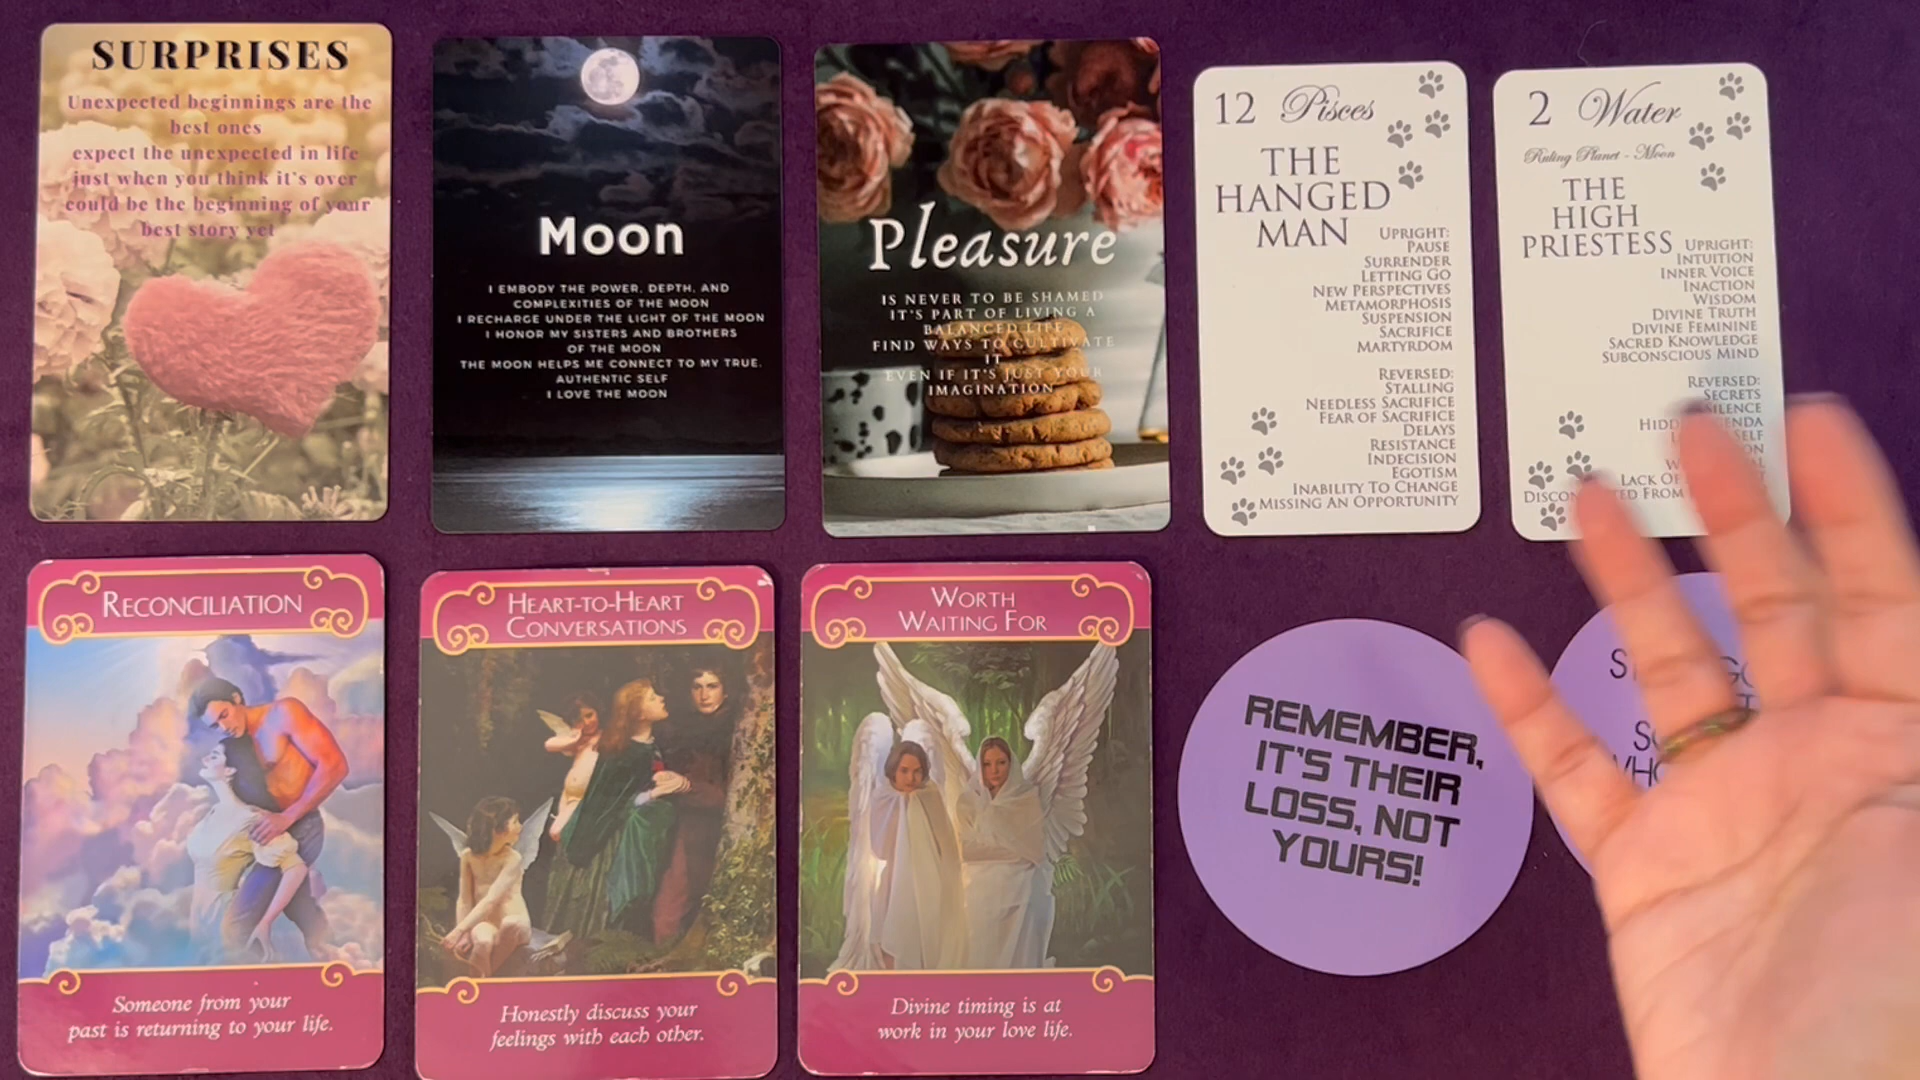 SURPRISES
Unexpected beginnings are the
best ones
expect the unexpected in life
just when you think it's over
could be the beginning of your
best story yet
Moon
I EMBODY THE POWER, DEPTH, AND
COMPLEXITIES OF THE MOON
I RECHARGE UNDER THE LIGHT OF THE MOON
I HONOR MY SISTERS AND BROTHERS
OF THE MOON
THE MOON HELPS ME CONNECT TO MY TRUE,
AUTHENTIC SELF
I LOVE THE MOON
Pleasure
IS NEVER TO BE SHAMED
IT'S PART OF LIVING A
BALANCED LIFE
FIND WAYS TO CULTIVATE
IT
EVEN IF IT'S JUST YOUR
IMAGINATION
12 Pisces
THE
HANGED
MAN
UPRIGHT:
PAUSE
SURRENDER
LETTING GO
NEW PERSPECTIVES
METAMORPHOSIS
SUSPENSION
SACRIFICE
MARTYRDOM
REVERSED:
STALLING
NEEDLESS SACRIFICE
FEAR OF SACRIFICE
DELAYS
RESISTANCE
INDECISION
EGOTISM
INABILITY TO CHANGE
MISSING AN OPPORTUNITY
2 Water
Ruling Planet - Moon
THE
HIGH
PRIESTESS
UPRIGHT:
INTUITION
INNER VOICE
INACTION
WISDOM
DIVINE TRUTH
DIVINE FEMININE
SACRED KNOWLEDGE
SUBCONSCIOUS MIND
REVERSED:
SECRETS
SILENCE
LACK OF
FROM
RECONCILIATION
Someone from your
past is returning to your life.
HEART-TO-HEART
CONVERSATIONS
Honestly discuss your
feelings with each other.
WORTH
WAITING FOR
Divine timing is at
work in your love life.
REMEMBER,
IT'S THEIR
LOSS, NOT
YOURS!